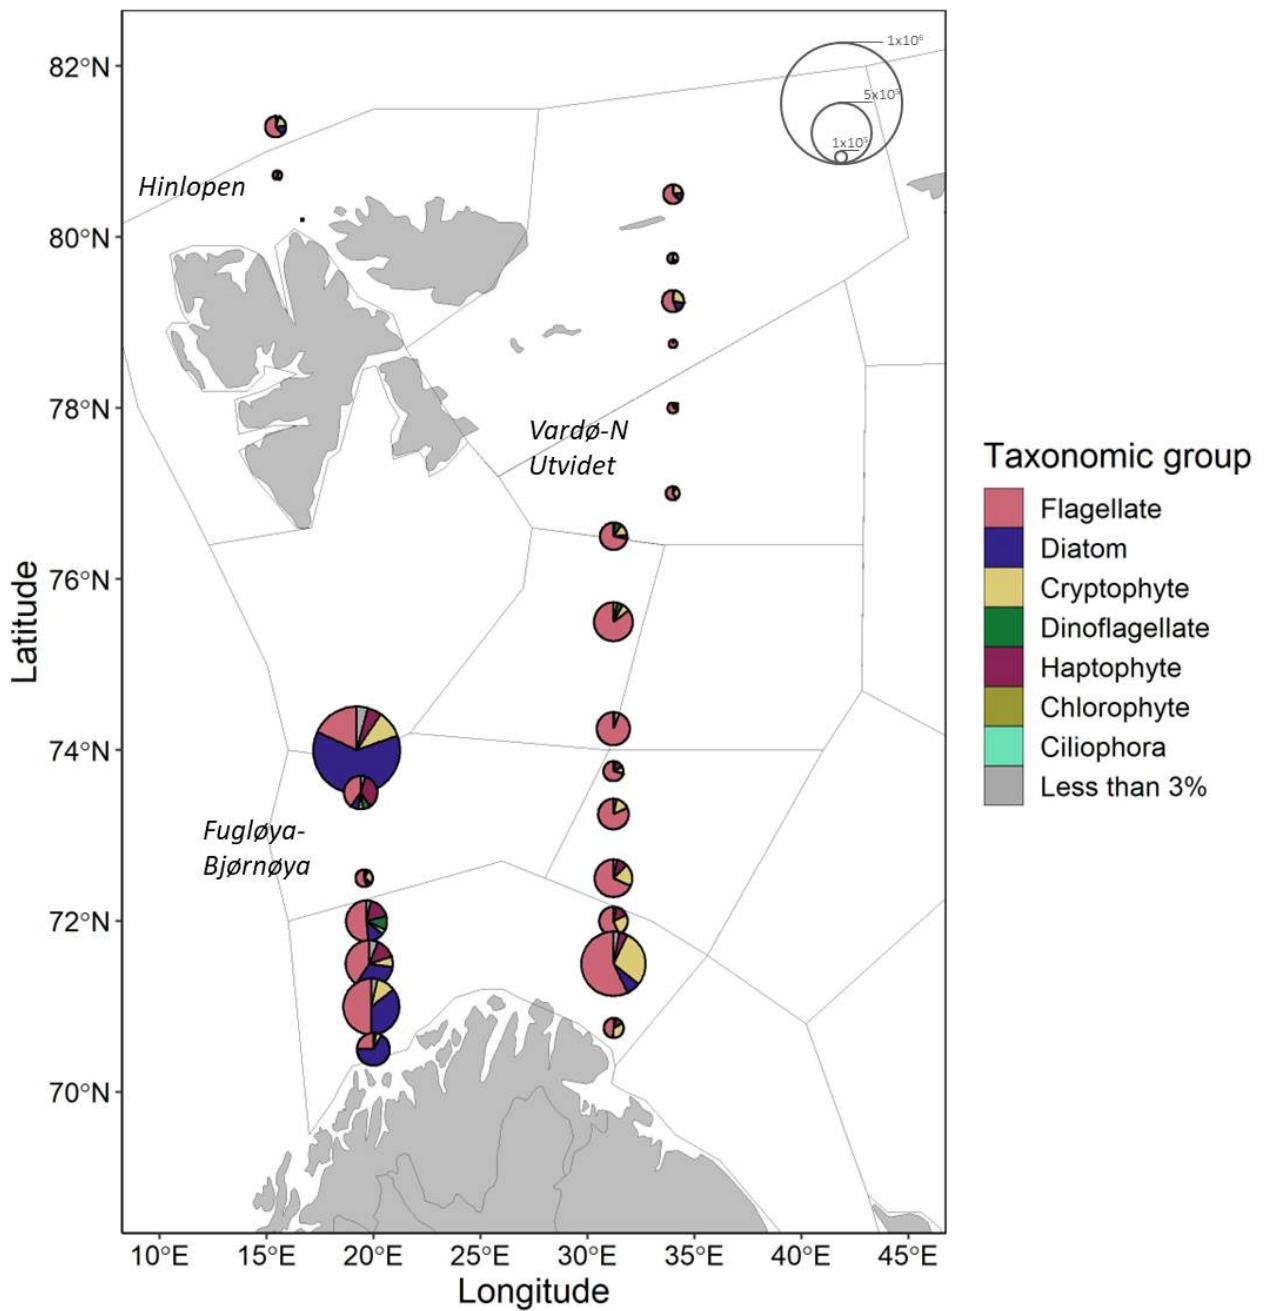 82°N
80°N
78°N
76°N
74°N
72°N
70°N
Latitude
10°E
15°E
20°E
25°E
30°E
35°E
40°E
45°E
Longitude
1x10⁶
5x10⁵
1x10⁵
Hinlopen
Vardø-N
Utvidet
Fugløya-
Bjørnøya
Taxonomic group
Flagellate
Diatom
Cryptophyte
Dinoflagellate
Haptophyte
Chlorophyte
Ciliophora
Less than 3%